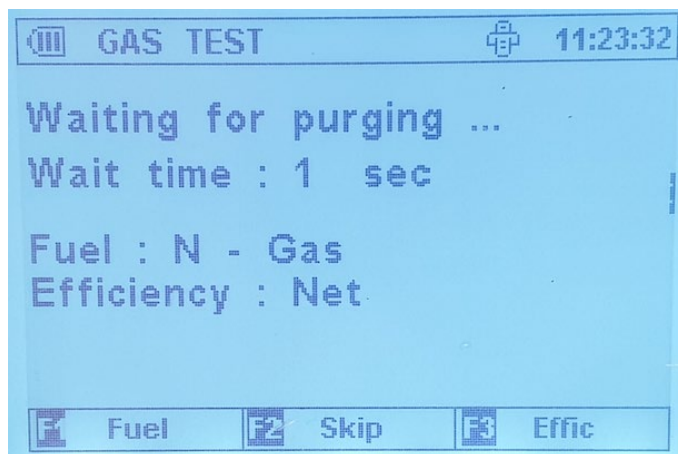 GAS TEST 11:23:32
Waiting for purging ...
Wait time : 1 sec
Fuel : N - Gas
Efficiency : Net
F1 Fuel F2 Skip F3 Effic